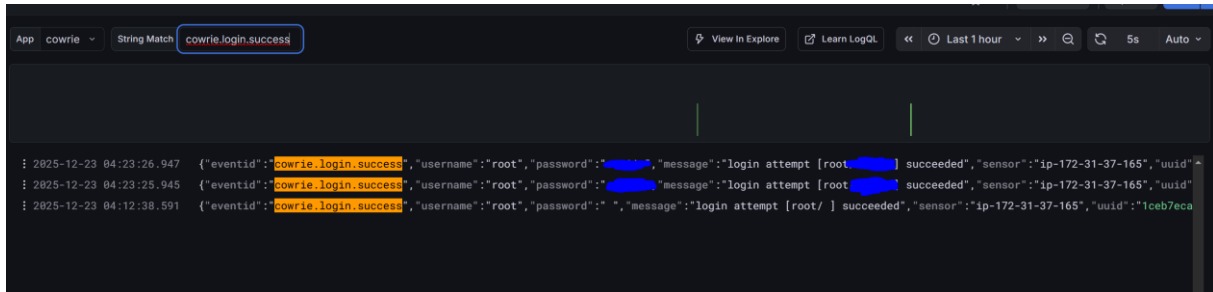 App cowrie String Match cowrie.login.success View In Explore Learn LogQL Last 1 hour 5s Auto
2025-12-23 04:23:26.947 {"eventid":"cowrie.login.success","username":"root","password":" ","message":"login attempt [root ] succeeded","sensor":"ip-172-31-37-165","uuid"
2025-12-23 04:23:25.945 {"eventid":"cowrie.login.success","username":"root","password":" "message":"login attempt [root ] succeeded","sensor":"ip-172-31-37-165","uuid"
2025-12-23 04:12:38.591 {"eventid":"cowrie.login.success","username":"root","password":" ","message":"login attempt [root/ ] succeeded","sensor":"ip-172-31-37-165","uuid":"1ceb7eca